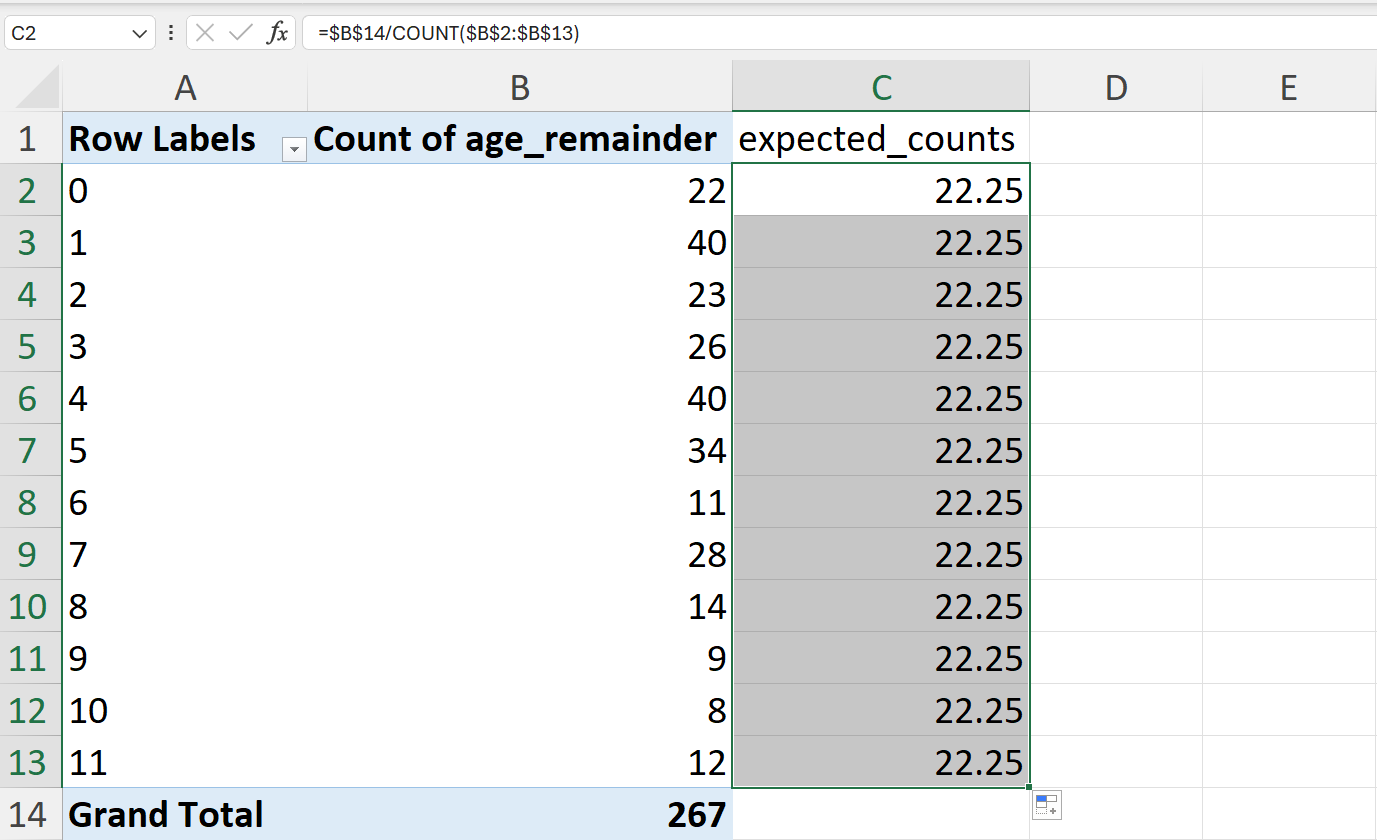 C2 fx =$B$14/COUNT($B$2:$B$13)
A B C D E
1 Row Labels Count of age_remainder expected_counts
2 0 22 22.25
3 1 40 22.25
4 2 23 22.25
5 3 26 22.25
6 4 40 22.25
7 5 34 22.25
8 6 11 22.25
9 7 28 22.25
10 8 14 22.25
11 9 9 22.25
12 10 8 22.25
13 11 12 22.25
14 Grand Total 267